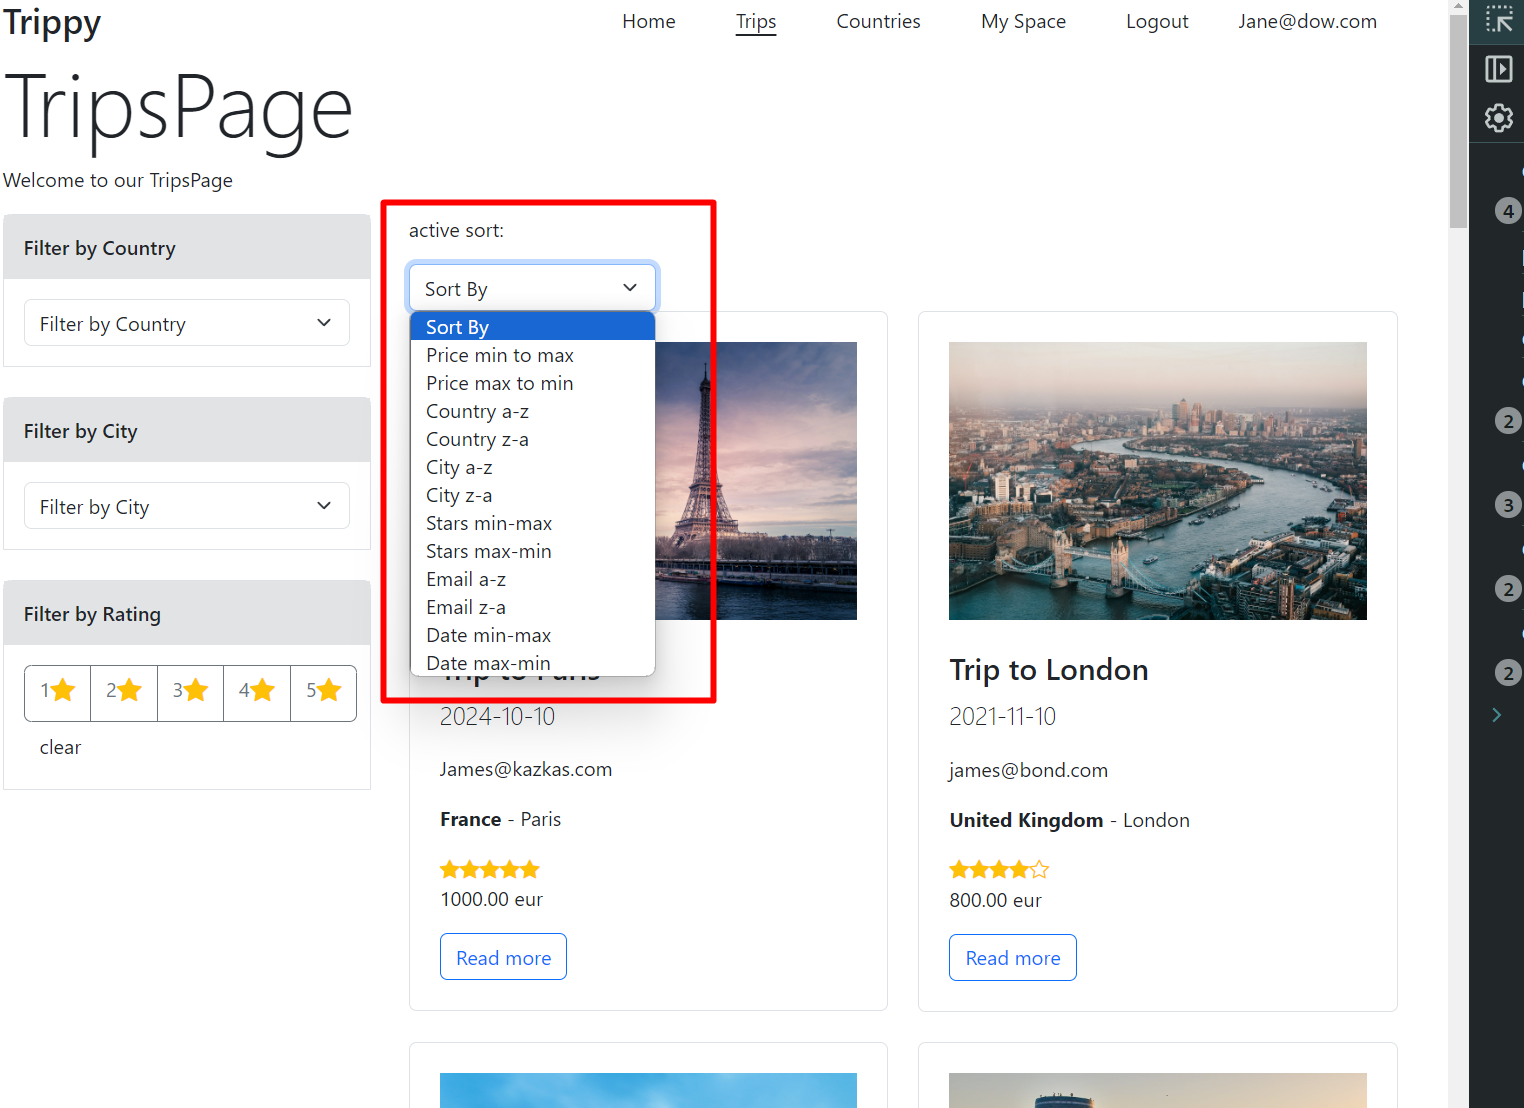 Trippy
Home Trips Countries My Space Logout Jane@dow.com
TripsPage
Welcome to our TripsPage
Filter by Country
Filter by Country
Filter by City
Filter by City
Filter by Rating
1 2 3 4 5
clear
active sort:
Sort By
Sort By
Price min to max
Price max to min
Country a-z
Country z-a
City a-z
City z-a
Stars min-max
Stars max-min
Email a-z
Email z-a
Date min-max
Date max-min
Trip to Paris
2024-10-10
James@kazkas.com
France - Paris
1000.00 eur
Read more
Trip to London
2021-11-10
james@bond.com
United Kingdom - London
800.00 eur
Read more
4
2
3
2
2